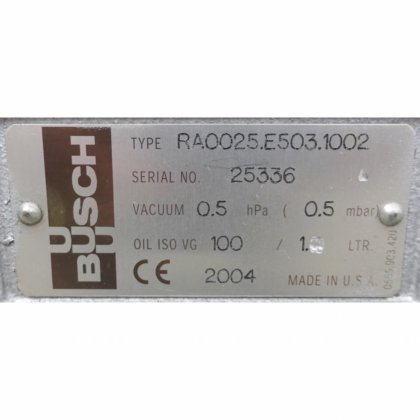 BUSCH
TYPE RA0025.E503.1002
SERIAL NO. 25336
VACUUM 0.5 hPa ( 0.5 mbar)
OIL ISO VG 100 / LTR.
CE 2004 MADE IN U.S.A.